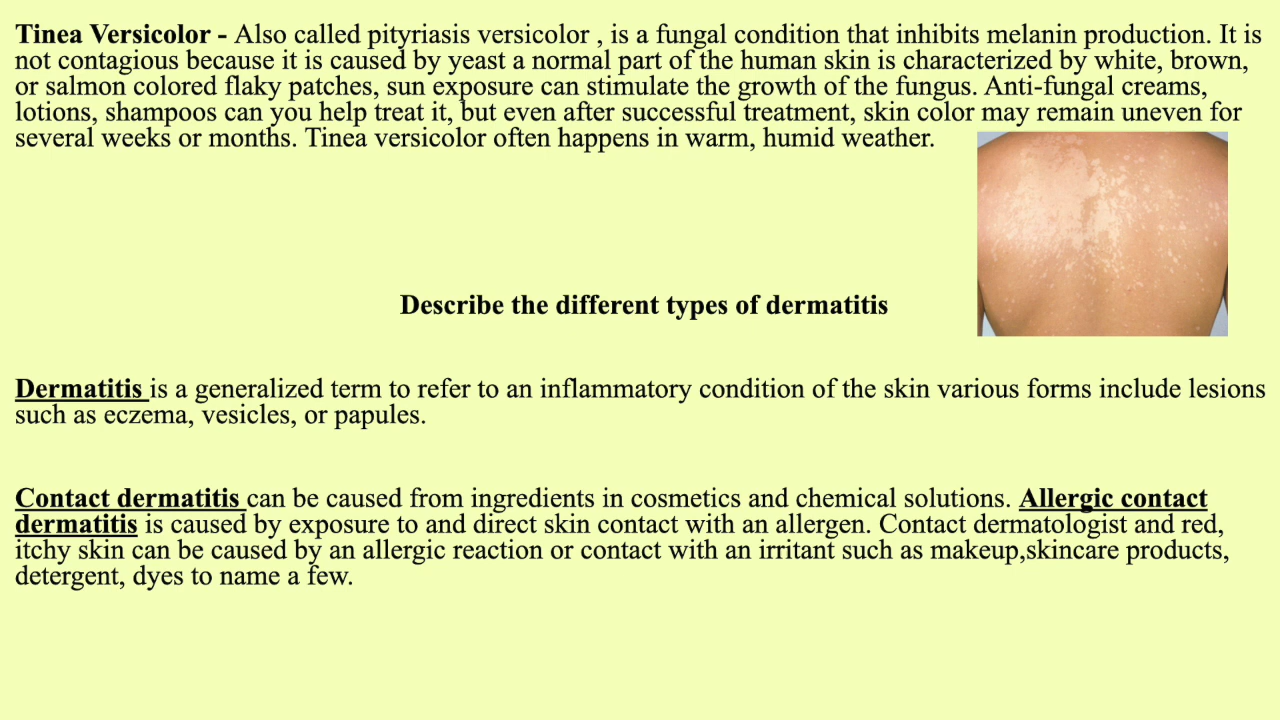 Tinea Versicolor - Also called pityriasis versicolor , is a fungal condition that inhibits melanin production. It is
not contagious because it is caused by yeast a normal part of the human skin is characterized by white, brown,
or salmon colored flaky patches, sun exposure can stimulate the growth of the fungus. Anti-fungal creams,
lotions, shampoos can you help treat it, but even after successful treatment, skin color may remain uneven for
several weeks or months. Tinea versicolor often happens in warm, humid weather.
Describe the different types of dermatitis
Dermatitis is a generalized term to refer to an inflammatory condition of the skin various forms include lesions
such as eczema, vesicles, or papules.
Contact dermatitis can be caused from ingredients in cosmetics and chemical solutions. Allergic contact
dermatitis is caused by exposure to and direct skin contact with an allergen. Contact dermatologist and red,
itchy skin can be caused by an allergic reaction or contact with an irritant such as makeup,skincare products,
detergent, dyes to name a few.